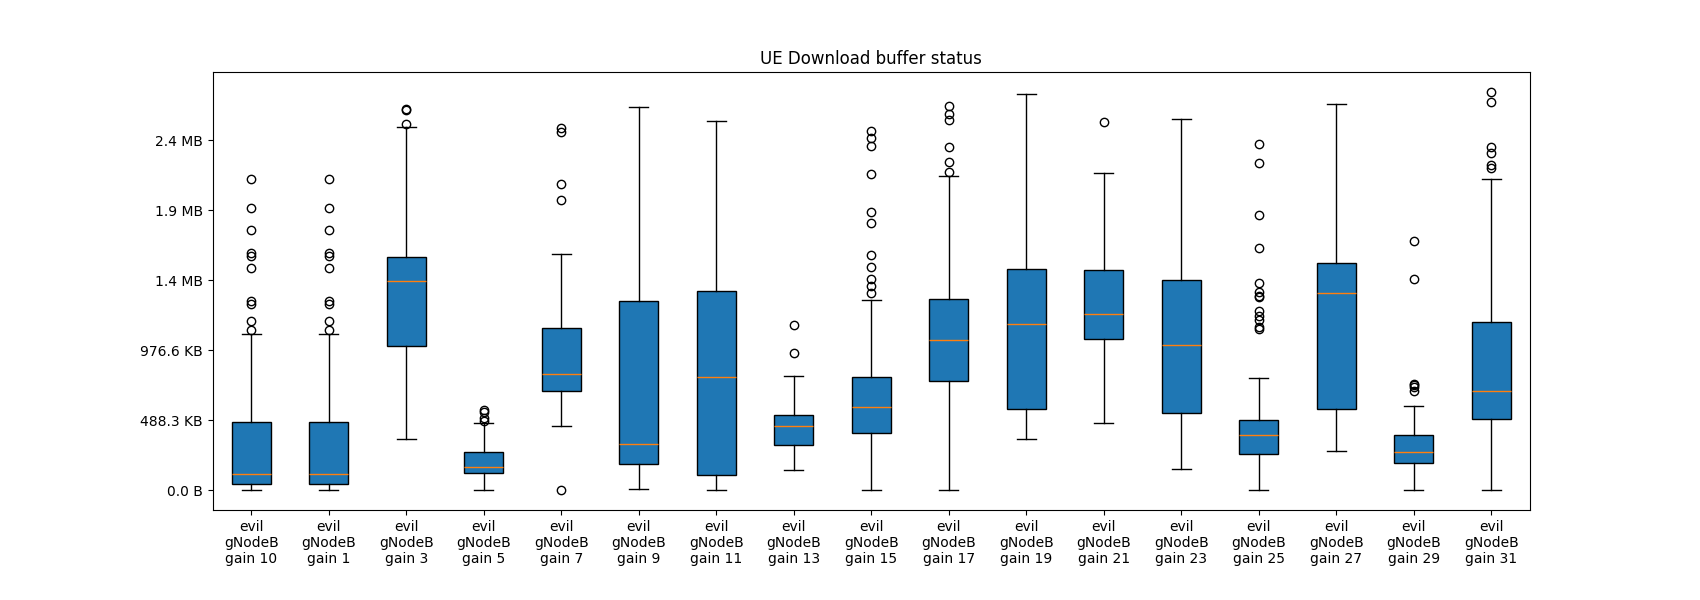 UE Download buffer status
2.4 MB
1.9 MB
1.4 MB
976.6 KB
488.3 KB
0.0 B
evil
gNodeB
gain 10
evil
gNodeB
gain 1
evil
gNodeB
gain 3
evil
gNodeB
gain 5
evil
gNodeB
gain 7
evil
gNodeB
gain 9
evil
gNodeB
gain 11
evil
gNodeB
gain 13
evil
gNodeB
gain 15
evil
gNodeB
gain 17
evil
gNodeB
gain 19
evil
gNodeB
gain 21
evil
gNodeB
gain 23
evil
gNodeB
gain 25
evil
gNodeB
gain 27
evil
gNodeB
gain 29
evil
gNodeB
gain 31